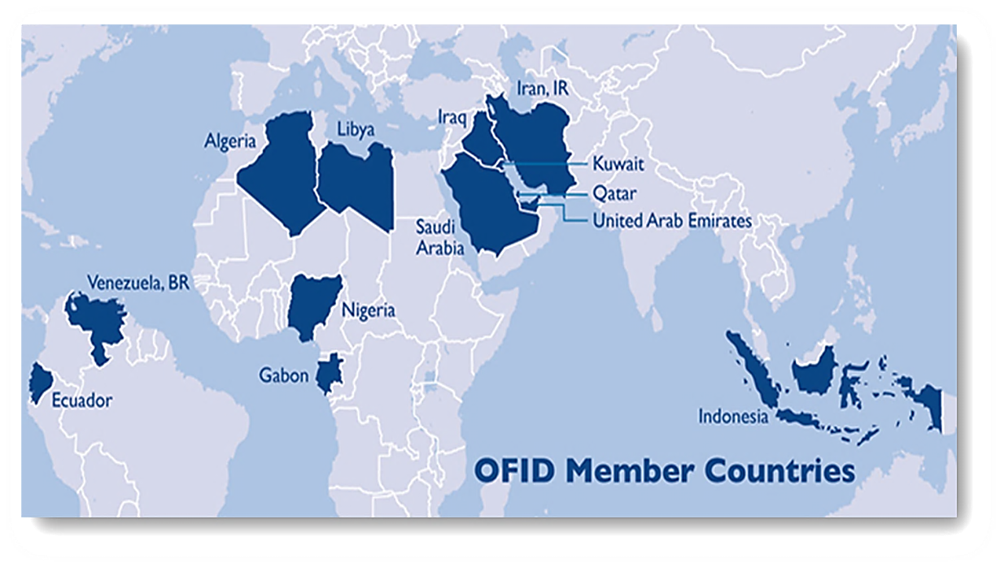 Iran, IR
Iraq
Libya
Algeria
Kuwait
Qatar
United Arab Emirates
Saudi
Arabia
Venezuela, BR
Nigeria
Gabon
Ecuador
Indonesia
OFID Member Countries